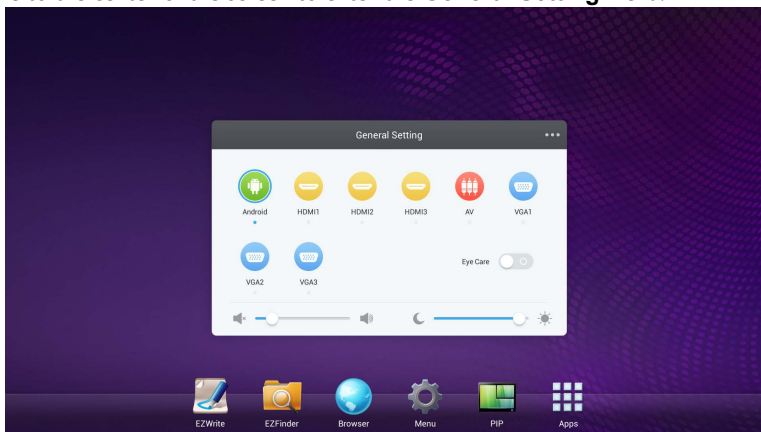 General Setting
Android HDMI1 HDMI2 HDMI3 AV VGA1
Eye Care
VGA2 VGA3
EZWrite EZFinder Browser Menu PIP Apps